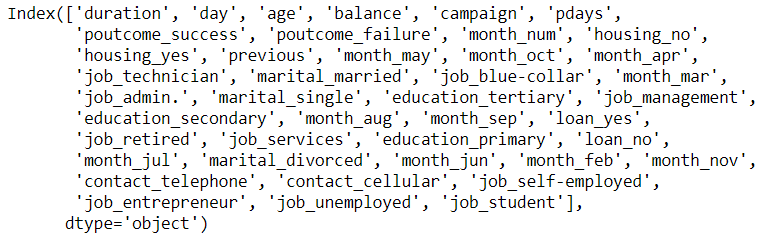 Index(['duration', 'day', 'age', 'balance', 'campaign', 'pdays',
'poutcome_success', 'poutcome_failure', 'month_num', 'housing_no',
'housing_yes', 'previous', 'month_may', 'month_oct', 'month_apr',
'job_technician', 'marital_married', 'job_blue-collar', 'month_mar',
'job_admin.', 'marital_single', 'education_tertiary', 'job_management',
'education_secondary', 'month_aug', 'month_sep', 'loan_yes',
'job_retired', 'job_services', 'education_primary', 'loan_no',
'month_jul', 'marital_divorced', 'month_jun', 'month_feb', 'month_nov',
'contact_telephone', 'contact_cellular', 'job_self-employed',
'job_entrepreneur', 'job_unemployed', 'job_student'],
dtype='object')